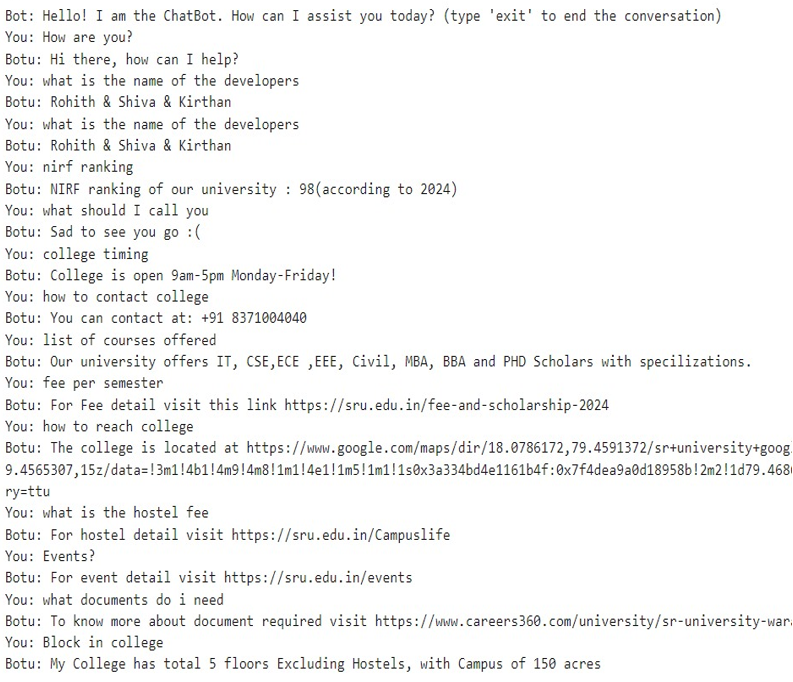 Bot: Hello! I am the ChatBot. How can I assist you today? (type 'exit' to end the conversation)
You: How are you?
Botu: Hi there, how can I help?
You: what is the name of the developers
Botu: Rohith & Shiva & Kirthan
You: what is the name of the developers
Botu: Rohith & Shiva & Kirthan
You: nirf ranking
Botu: NIRF ranking of our university : 98(according to 2024)
You: what should I call you
Botu: Sad to see you go :(
You: college timing
Botu: College is open 9am-5pm Monday-Friday!
You: how to contact college
Botu: You can contact at: +91 8371004040
You: list of courses offered
Botu: Our university offers IT, CSE,ECE ,EEE, Civil, MBA, BBA and PHD Scholars with specilizations.
You: fee per semester
Botu: For Fee detail visit this link https://sru.edu.in/fee-and-scholarship-2024
You: how to reach college
Botu: The college is located at https://www.google.com/maps/dir/18.0786172,79.4591372/sr+university+goog
9.4565307,15z/data=!3m1!4b1!4m9!4m8!1m1!4e1!1m5!1m1!1s0x3a334bd4e1161b4f:0x7f4dea9a0d18958b!2m2!1d79.468
ry=ttu
You: what is the hostel fee
Botu: For hostel detail visit https://sru.edu.in/Campuslife
You: Events?
Botu: For event detail visit https://sru.edu.in/events
You: what documents do i need
Botu: To know more about document required visit https://www.careers360.com/university/sr-university-war
You: Block in college
Botu: My College has total 5 floors Excluding Hostels, with Campus of 150 acres